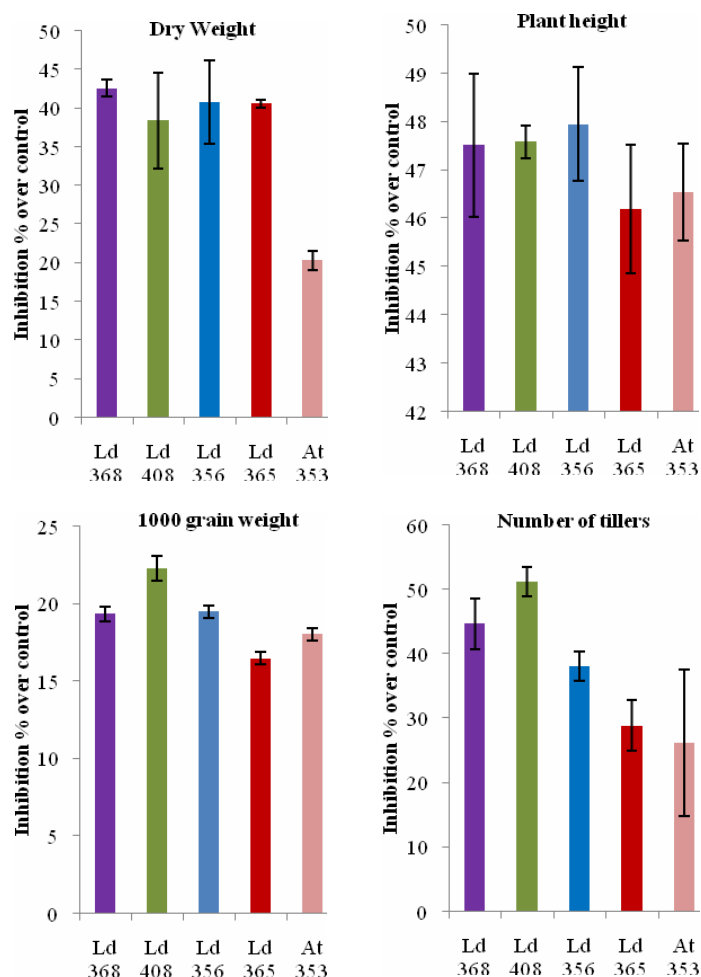 Dry Weight
Inhibition % over control
50
45
40
35
30
25
20
15
10
5
0
Ld Ld Ld Ld At
368 408 356 365 353
Plant height
Inhibition % over control
50
49
48
47
46
45
44
43
42
Ld Ld Ld Ld At
368 408 356 365 353
1000 grain weight
Inhibition % over control
25
20
15
10
5
0
Ld Ld Ld Ld At
368 408 356 365 353
Number of tillers
Inhibition % over control
60
50
40
30
20
10
0
Ld Ld Ld Ld At
368 408 356 365 353